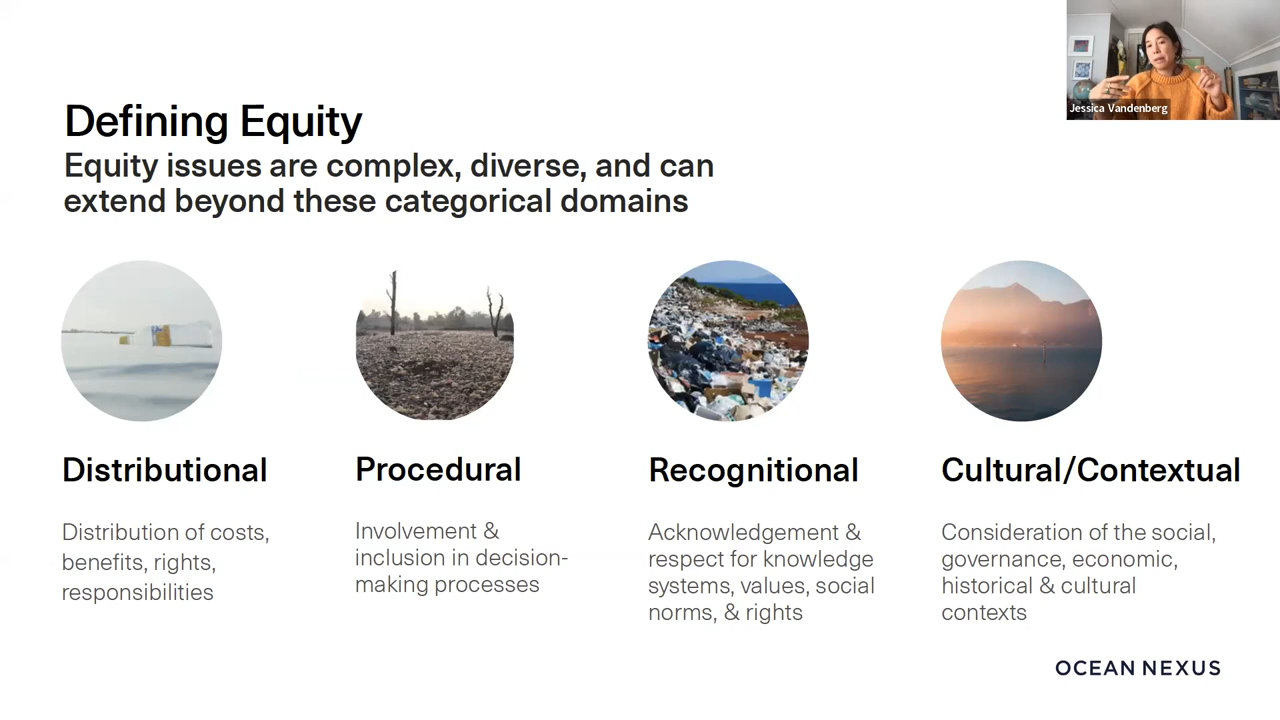 Jessica Vandenberg
Defining Equity
Equity issues are complex, diverse, and can
extend beyond these categorical domains
Distributional
Distribution of costs,
benefits, rights,
responsibilities
Procedural
Involvement &
inclusion in decision-
making processes
Recognitional
Acknowledgement &
respect for knowledge
systems, values, social
norms, & rights
Cultural/Contextual
Consideration of the social,
governance, economic,
historical & cultural
contexts
OCEAN NEXUS